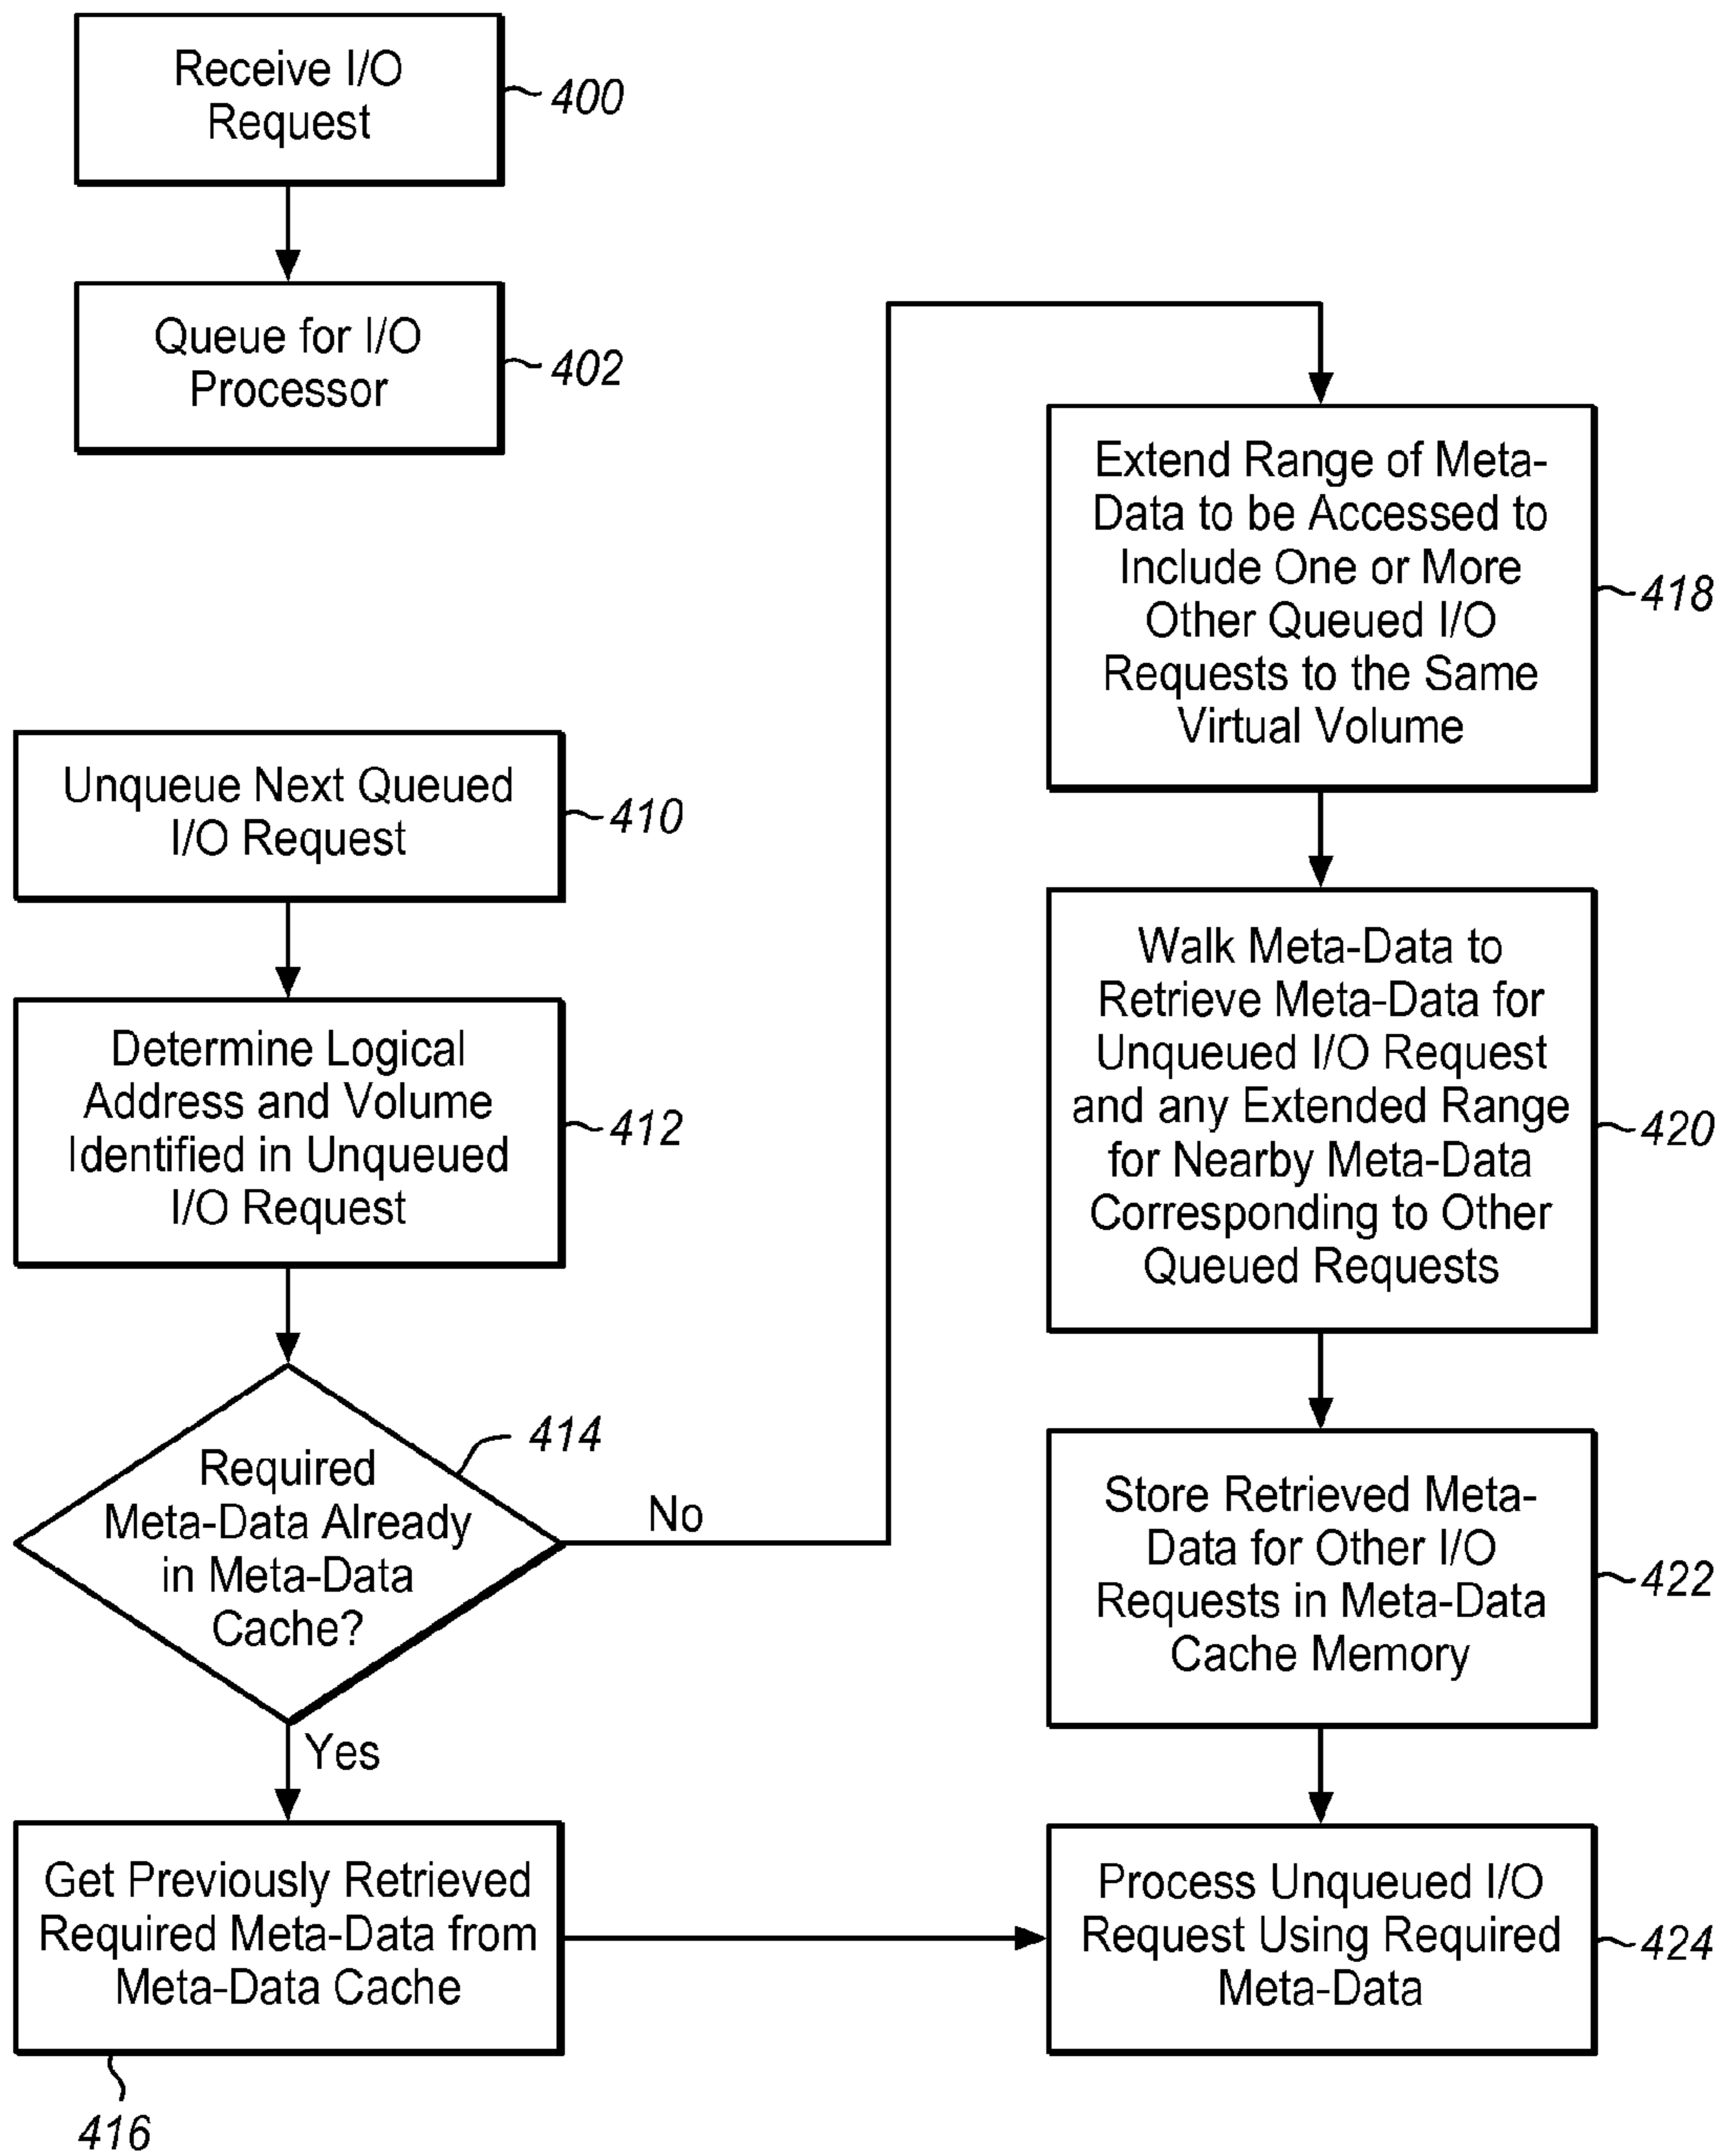 Receive I/O
Request
400
Queue for I/O
Processor
402
Unqueue Next Queued
I/O Request
410
Determine Logical
Address and Volume
Identified in Unqueued
I/O Request
412
Required
Meta-Data Already
in Meta-Data
Cache?
414
No
Yes
Get Previously Retrieved
Required Meta-Data from
Meta-Data Cache
416
Extend Range of Meta-
Data to be Accessed to
Include One or More
Other Queued I/O
Requests to the Same
Virtual Volume
418
Walk Meta-Data to
Retrieve Meta-Data for
Unqueued I/O Request
and any Extended Range
for Nearby Meta-Data
Corresponding to Other
Queued Requests
420
Store Retrieved Meta-
Data for Other I/O
Requests in Meta-Data
Cache Memory
422
Process Unqueued I/O
Request Using Required
Meta-Data
424